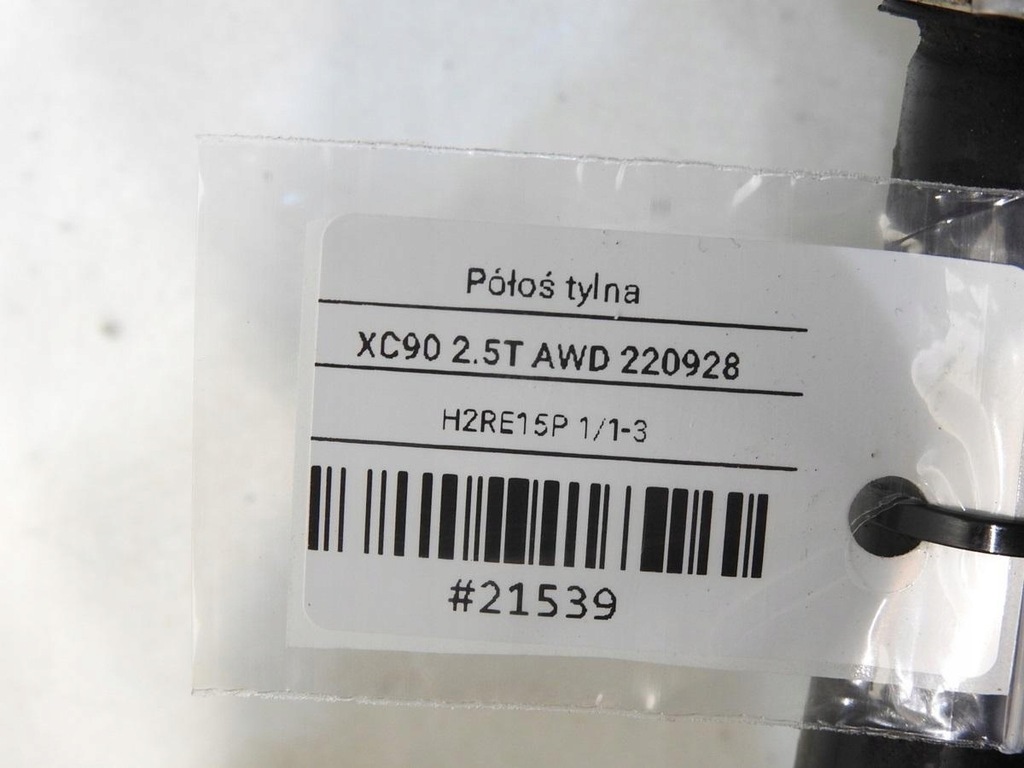 Półoś tylna
XC90 2.5T AWD 220928
H2RE15P 1/1-3
#21539